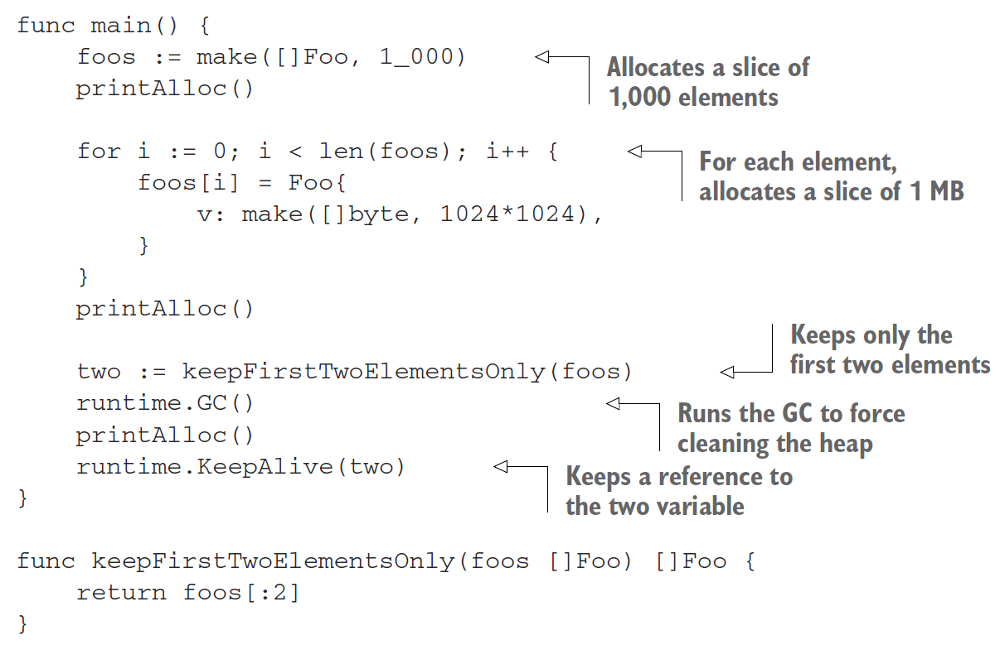 func main() {
    foos := make([]Foo, 1_000)
Allocates a slice of
1,000 elements
    printAlloc()

    for i := 0; i < len(foos); i++ {
For each element,
allocates a slice of 1 MB
        foos[i] = Foo{
            v: make([]byte, 1024*1024),
        }
    }
    printAlloc()

    two := keepFirstTwoElementsOnly(foos)
Keeps only the
first two elements
    runtime.GC()
Runs the GC to force
cleaning the heap
    printAlloc()
    runtime.KeepAlive(two)
Keeps a reference to
the two variable
}

func keepFirstTwoElementsOnly(foos []Foo) []Foo {
    return foos[:2]
}